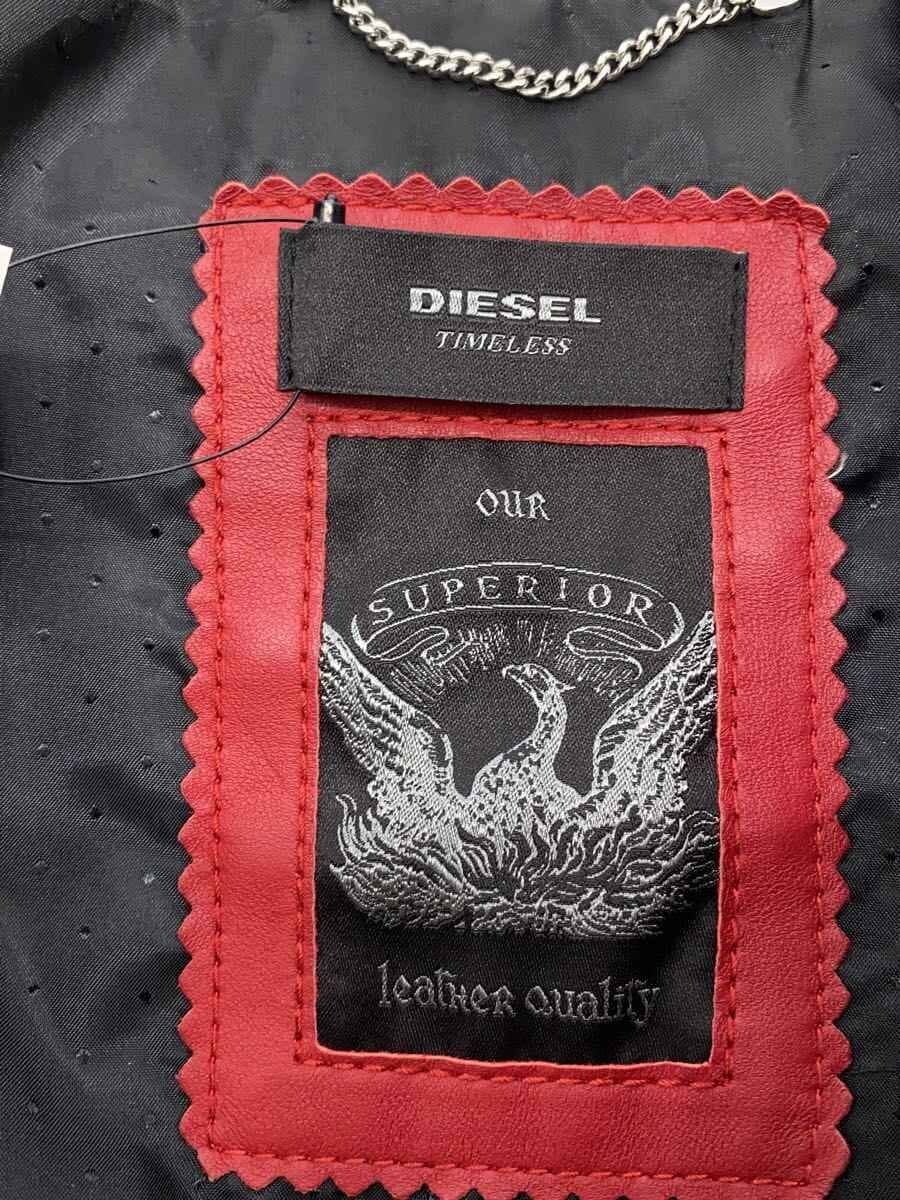 DIESEL
TIMELESS
OUR
SUPERIOR
leather quality